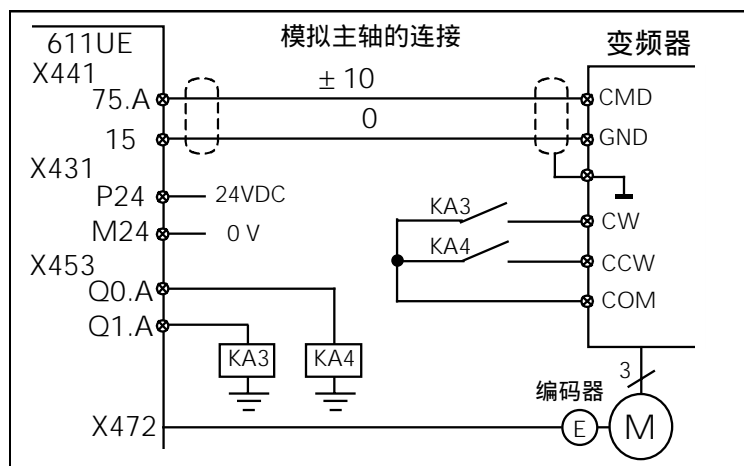 611UE
模拟主轴的连接
变频器
X441
± 10
75.A
CMD
0
15
GND
X431
P24
24VDC
KA3
CW
M24
0 V
KA4
CCW
X453
Q0.A
COM
Q1.A
KA3
KA4
3
编码器
X472
E
M